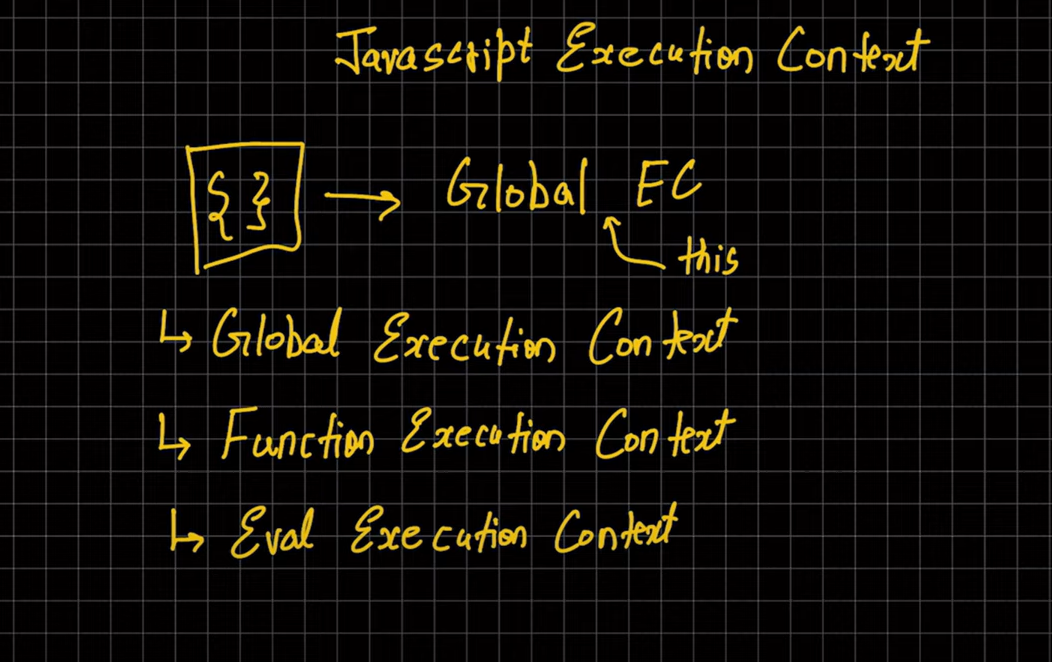 Javascript Execution Context
{ } → Global EC
this
↳ Global Execution Context
↳ Function Execution Context
↳ Eval Execution Context